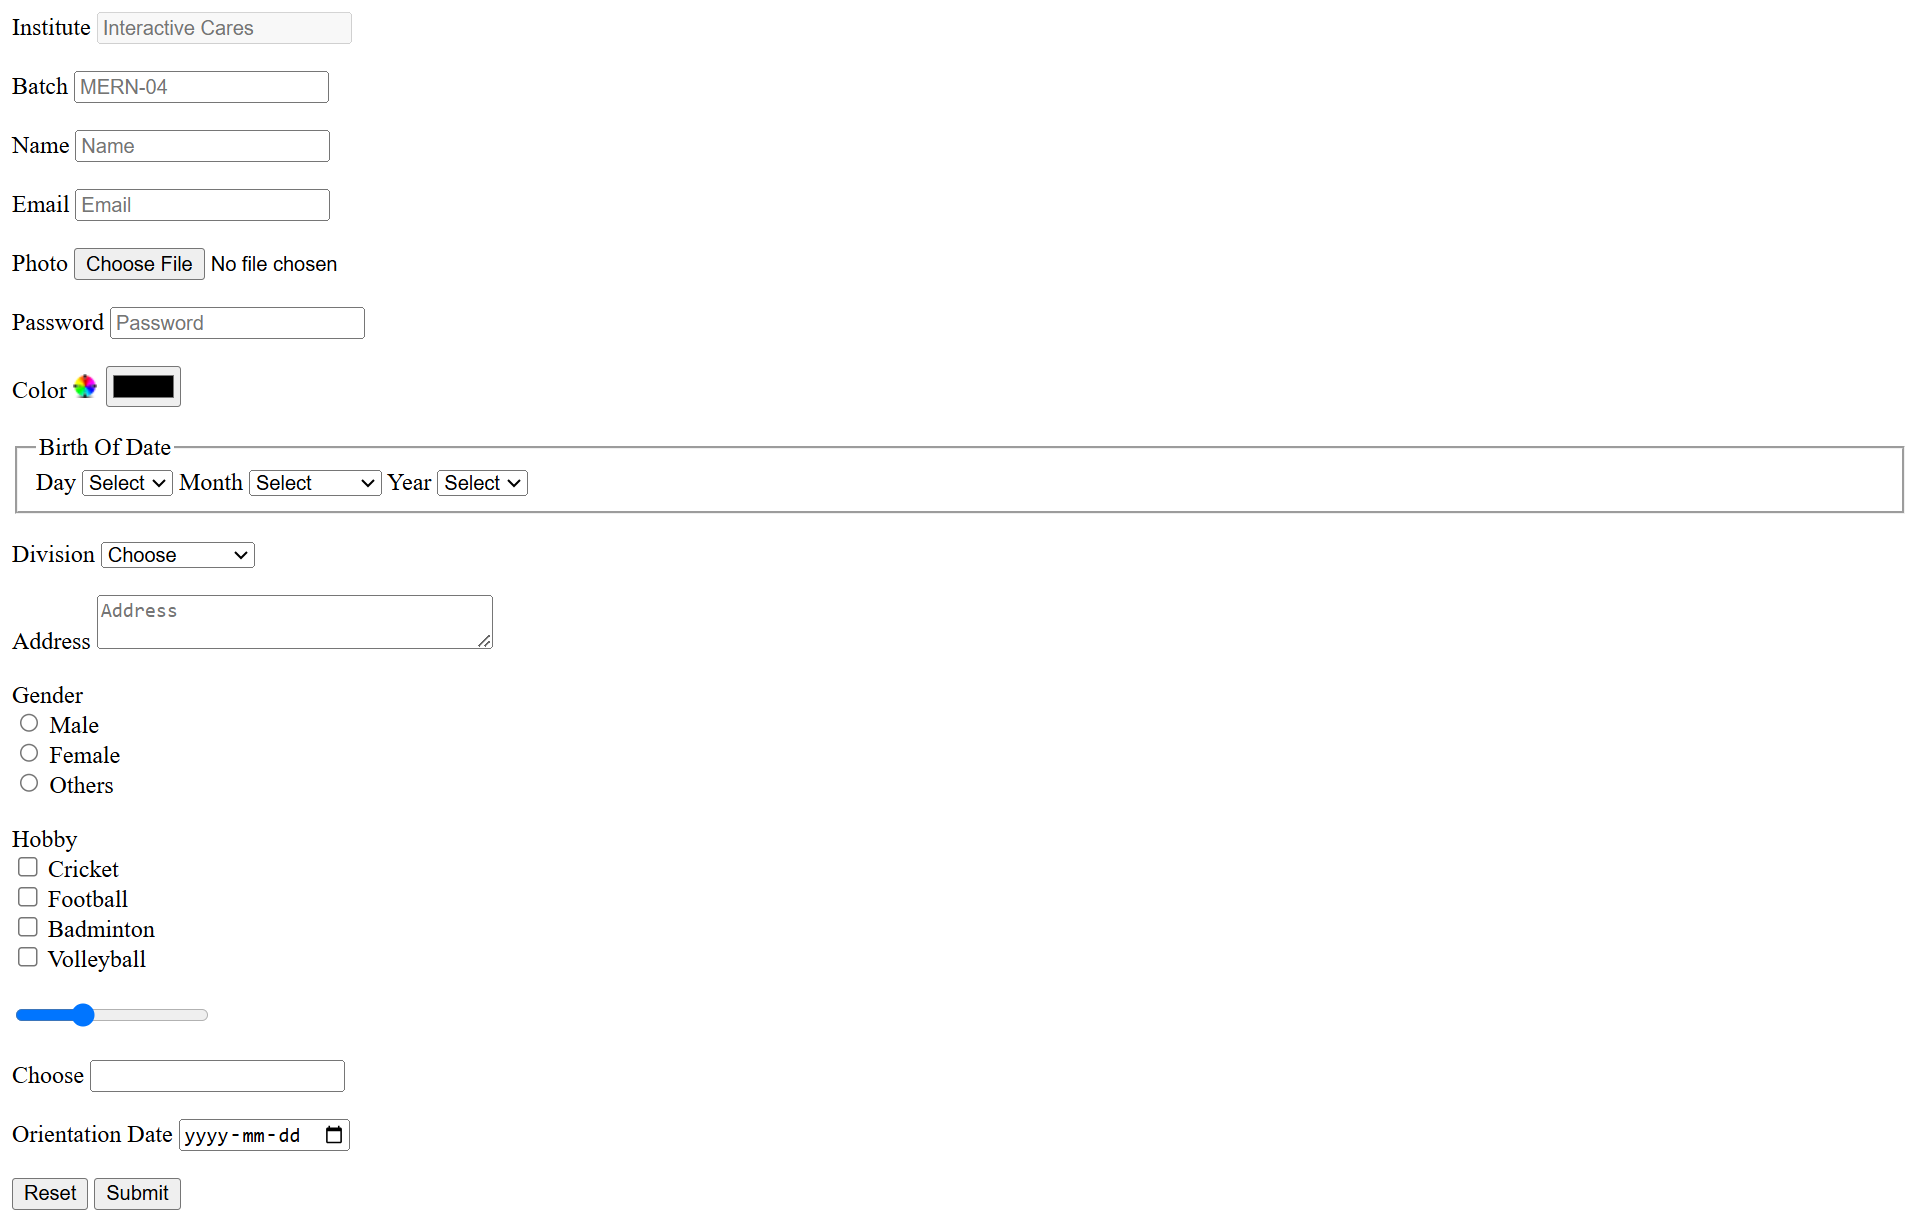 Institute Interactive Cares
Batch MERN-04
Name Name
Email Email
Photo Choose File No file chosen
Password Password
Color
Birth Of Date
Day Select Month Select Year Select
Division Choose
Address Address
Gender
Male
Female
Others
Hobby
Cricket
Football
Badminton
Volleyball
Choose
Orientation Date yyyy-mm-dd
Reset Submit